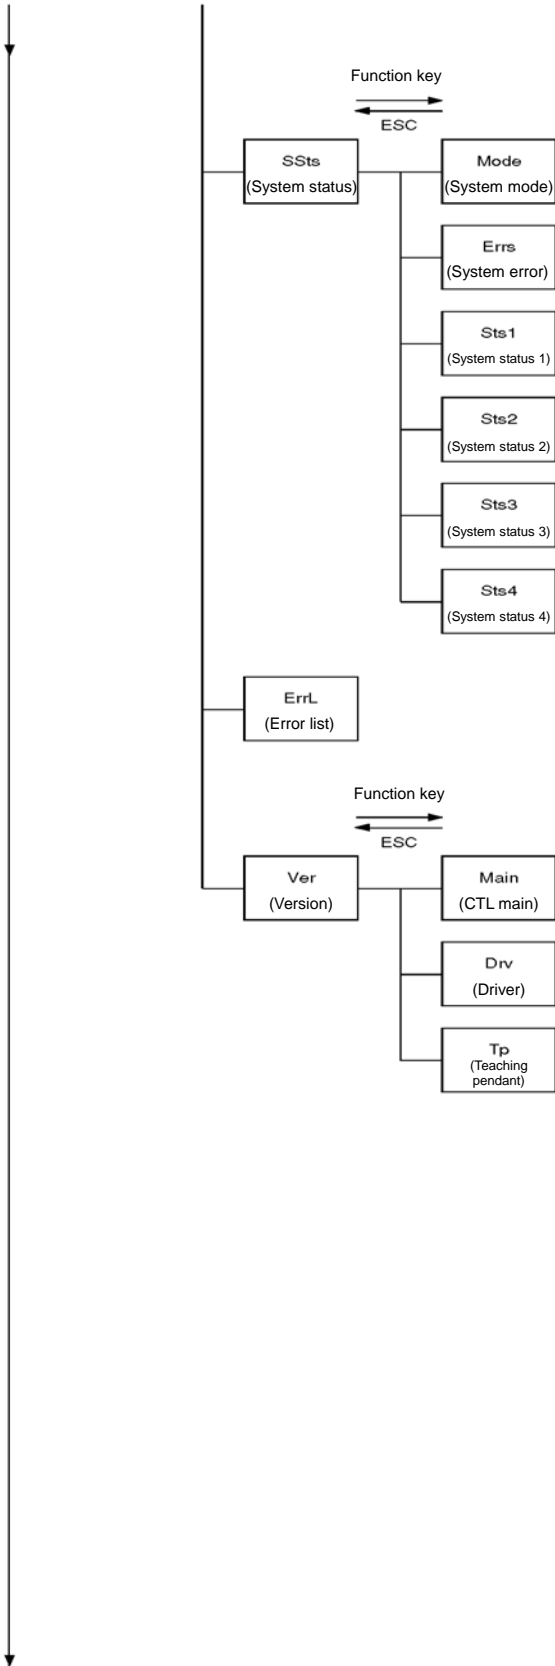 Function key
ESC
SSts
(System status)
Mode
(System mode)
Errs
(System error)
Sts1
(System status 1)
Sts2
(System status 2)
Sts3
(System status 3)
Sts4
(System status 4)
ErrL
(Error list)
Function key
ESC
Ver
(Version)
Main
(CTL main)
Drv
(Driver)
Tp
(Teaching
pendant)